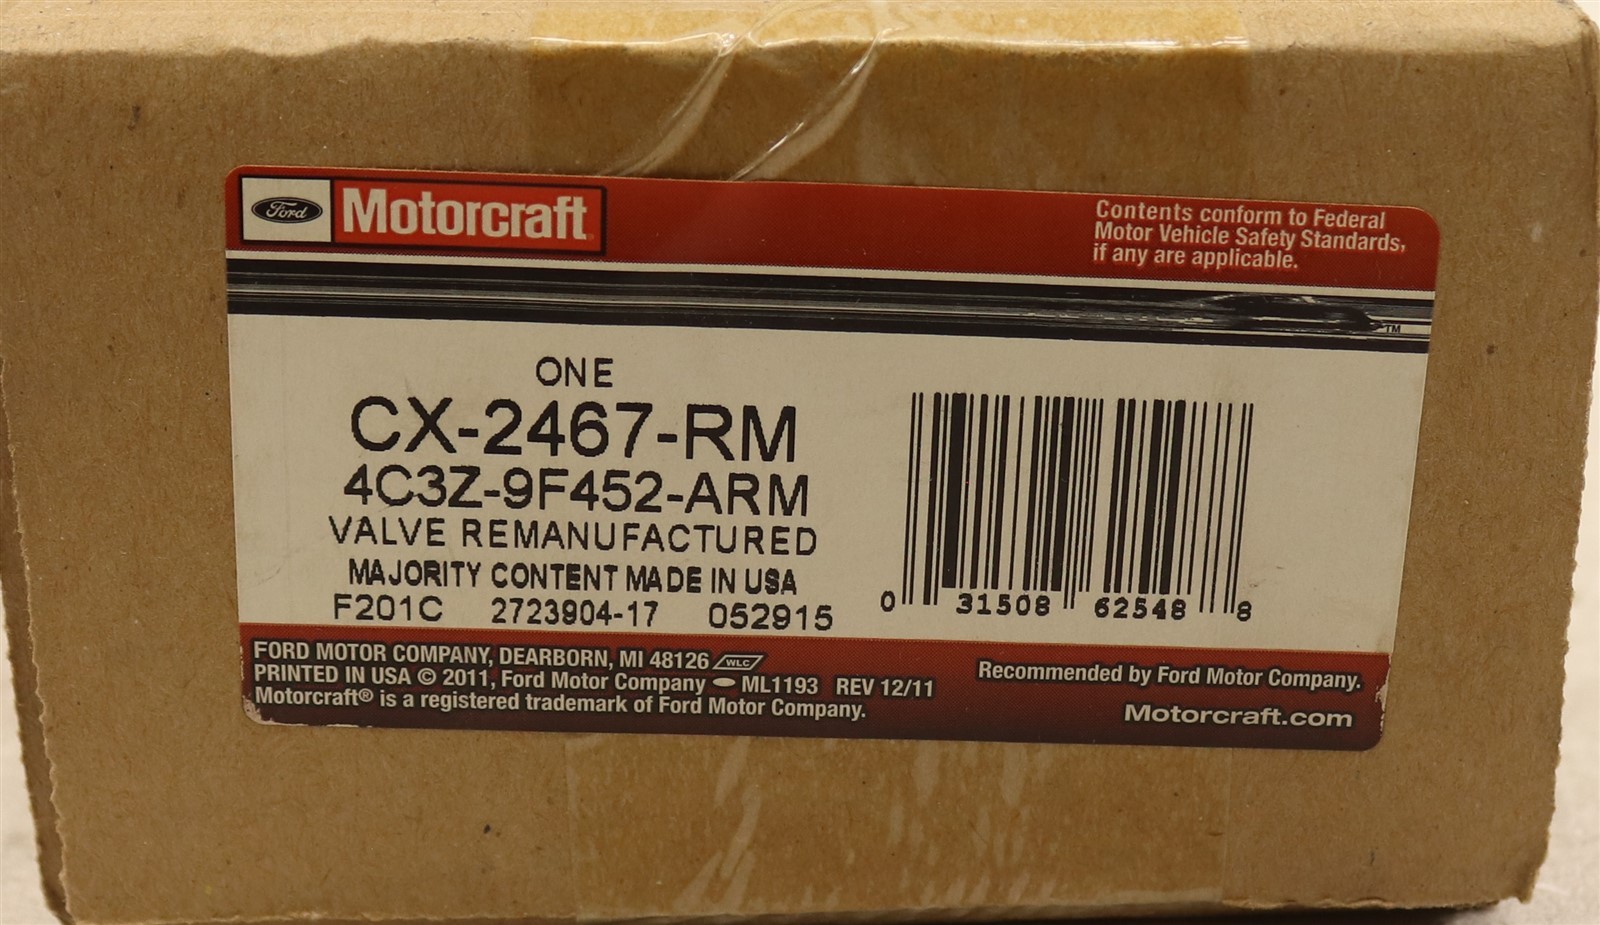 Ford Motorcraft
Contents conform to Federal
Motor Vehicle Safety Standards,
if any are applicable.
TM
ONE
CX-2467-RM
4C3Z-9F452-ARM
VALVE REMANUFACTURED
MAJORITY CONTENT MADE IN USA
F201C 2723904-17 052915
0 31508 62548 8
FORD MOTOR COMPANY, DEARBORN, MI 48126 WLC
PRINTED IN USA © 2011, Ford Motor Company ML1193 REV 12/11
Motorcraft® is a registered trademark of Ford Motor Company.
Recommended by Ford Motor Company.
Motorcraft.com